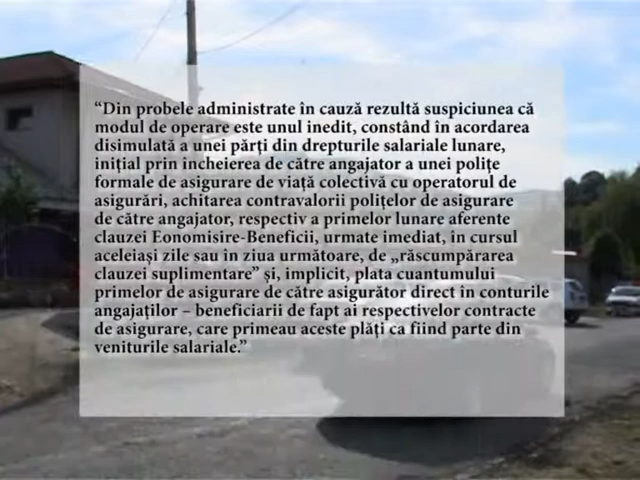 “Din probele administrate în cauză rezultă suspiciunea că
modul de operare este unul inedit, constând în acordarea
disimulată a unei părți din drepturile salariale lunare,
inițial prin incheierea de către angajator a unei polițe
formale de asigurare de viață colectivă cu operatorul de
asigurări, achitarea contravalorii polițelor de asigurare
de către angajator, respectiv a primelor lunare aferente
clauzei Eonomisire-Beneficii, urmate imediat, în cursul
aceleiași zile sau in ziua următoare, de „răscumpărarea
clauzei suplimentare” și, implicit, plata cuantumului
primelor de asigurare de către asigurător direct in conturile
angajaților – beneficiarii de fapt ai respectivelor contracte
de asigurare, care primeau aceste plăți ca fiind parte din
veniturile salariale.”